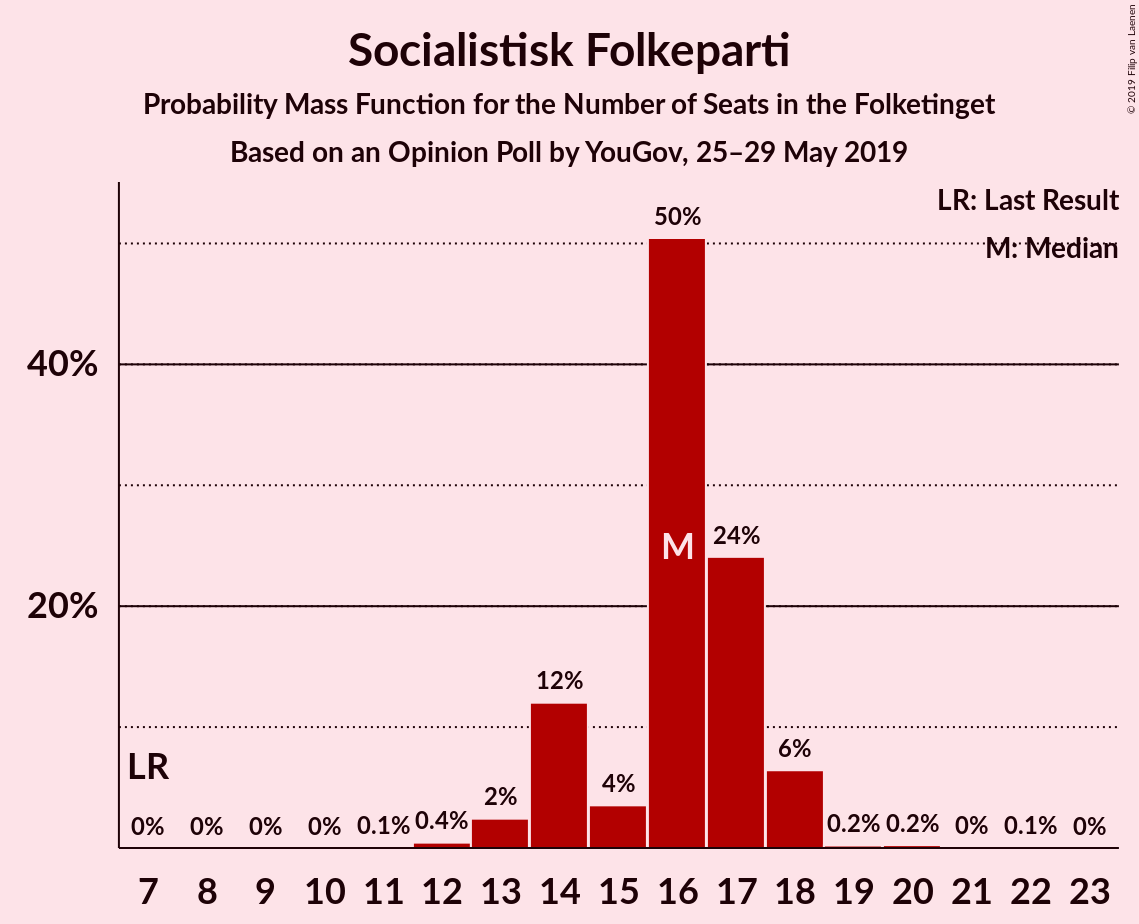 Socialistisk Folkeparti
Probability Mass Function for the Number of Seats in the Folketinget
Based on an Opinion Poll by YouGov, 25–29 May 2019
© 2019 Filip van Laenen
LR: Last Result
M: Median
50%
40%
M
24%
20%
12%
LR
6%
4%
2%
0% 0% 0% 0% 0.1% 0.4% 0.2% 0.2% 0% 0.1% 0%
7 8 9 10 11 12 13 14 15 16 17 18 19 20 21 22 23